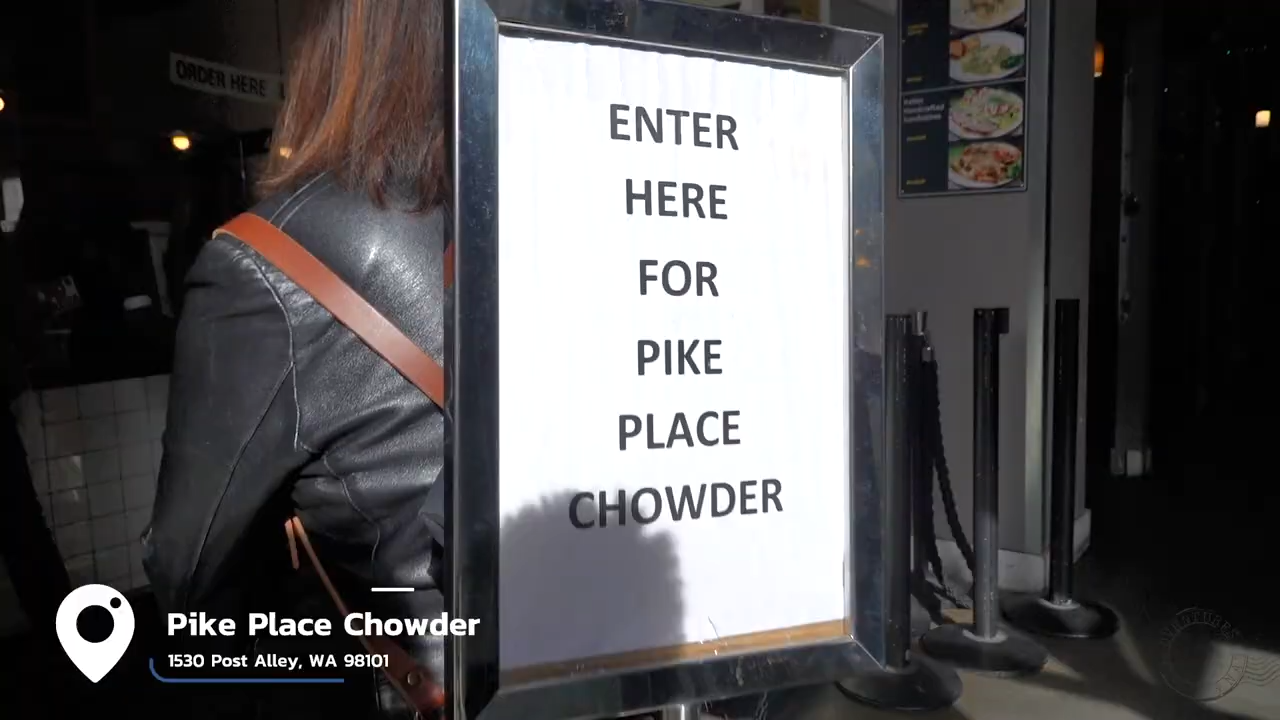 ORDER HERE
ENTER
HERE
FOR
PIKE
PLACE
CHOWDER
Pike Place Chowder
1530 Post Alley, WA 98101